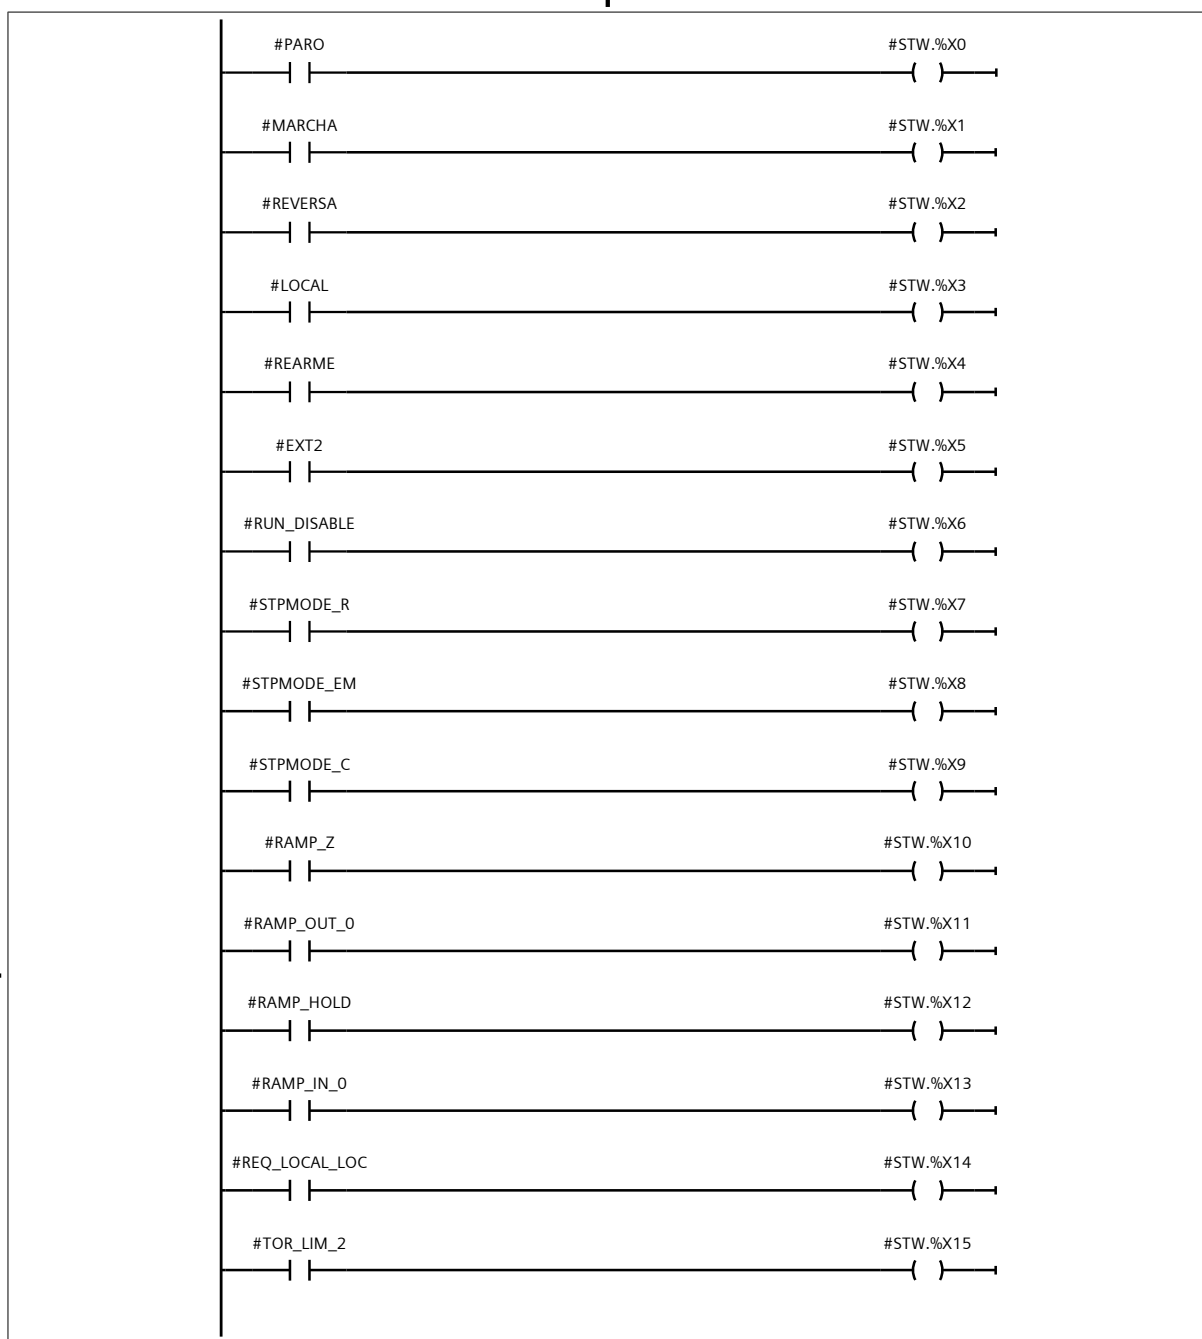 #PARO #STW.%X0
#MARCHA #STW.%X1
#REVERSA #STW.%X2
#LOCAL #STW.%X3
#REARME #STW.%X4
#EXT2 #STW.%X5
#RUN_DISABLE #STW.%X6
#STPMODE_R #STW.%X7
#STPMODE_EM #STW.%X8
#STPMODE_C #STW.%X9
#RAMP_Z #STW.%X10
#RAMP_OUT_0 #STW.%X11
#RAMP_HOLD #STW.%X12
#RAMP_IN_0 #STW.%X13
#REQ_LOCAL_LOC #STW.%X14
#TOR_LIM_2 #STW.%X15